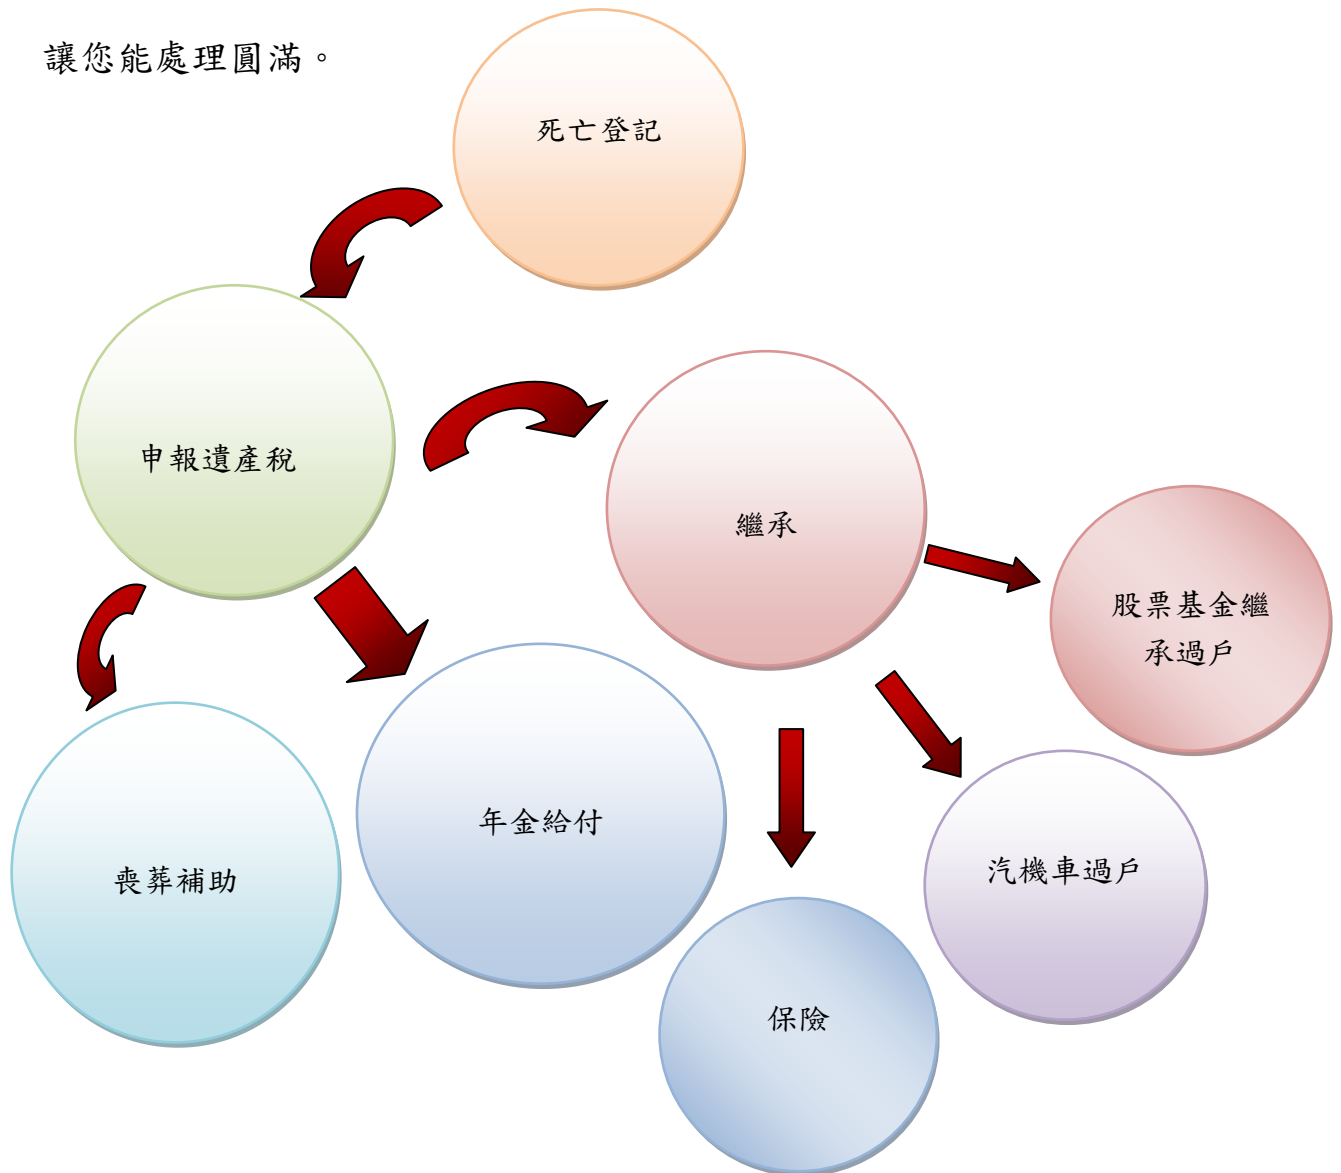 讓您能處理圓滿。
死亡登記
申報遺產稅
繼承
股票基金繼
承過戶
年金給付
喪葬補助
汽機車過戶
保險